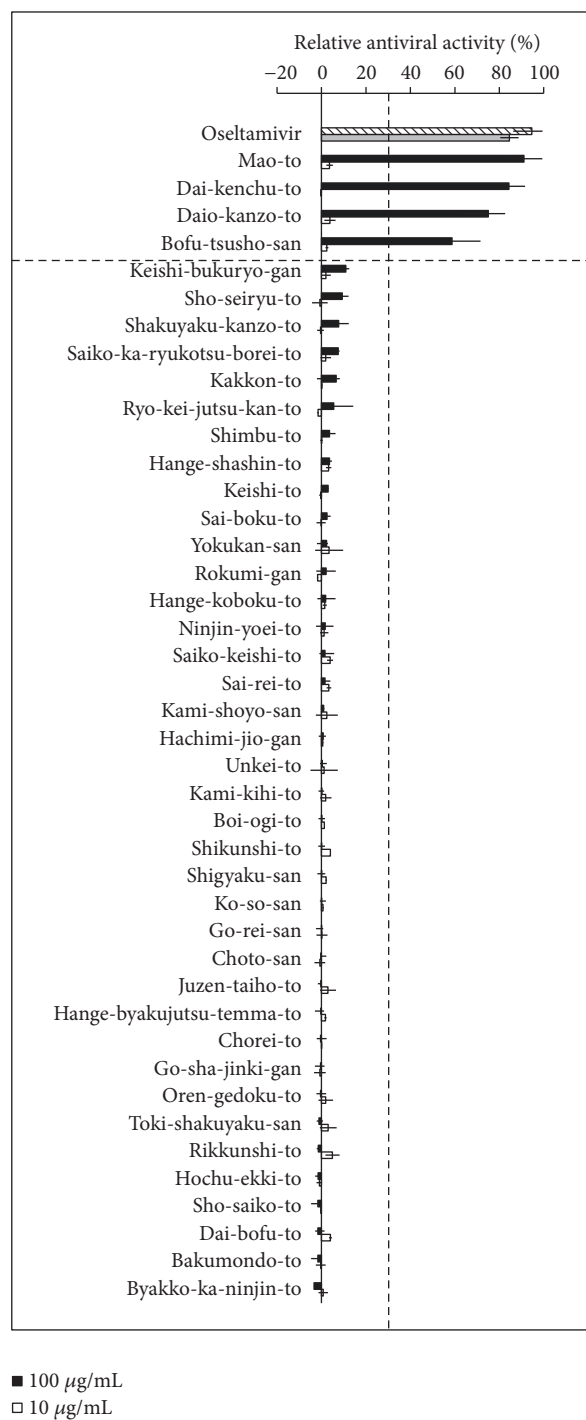 Relative antiviral activity (%)
−20 0 20 40 60 80 100
Oseltamivir
Mao-to
Dai-kenchu-to
Daio-kanzo-to
Bofu-tsusho-san
Keishi-bukuryo-gan
Sho-seiryu-to
Shakuyaku-kanzo-to
Saiko-ka-ryukotsu-borei-to
Kakkon-to
Ryo-kei-jutsu-kan-to
Shimbu-to
Hange-shashin-to
Keishi-to
Sai-boku-to
Yokukan-san
Rokumi-gan
Hange-koboku-to
Ninjin-yoei-to
Saiko-keishi-to
Sai-rei-to
Kami-shoyo-san
Hachimi-jio-gan
Unkei-to
Kami-kihi-to
Boi-ogi-to
Shikunshi-to
Shigyaku-san
Ko-so-san
Go-rei-san
Choto-san
Juzen-taiho-to
Hange-byakujutsu-temma-to
Chorei-to
Go-sha-jinki-gan
Oren-gedoku-to
Toki-shakuyaku-san
Rikkunshi-to
Hochu-ekki-to
Sho-saiko-to
Dai-bofu-to
Bakumondo-to
Byakko-ka-ninjin-to
100 μg/mL
10 μg/mL